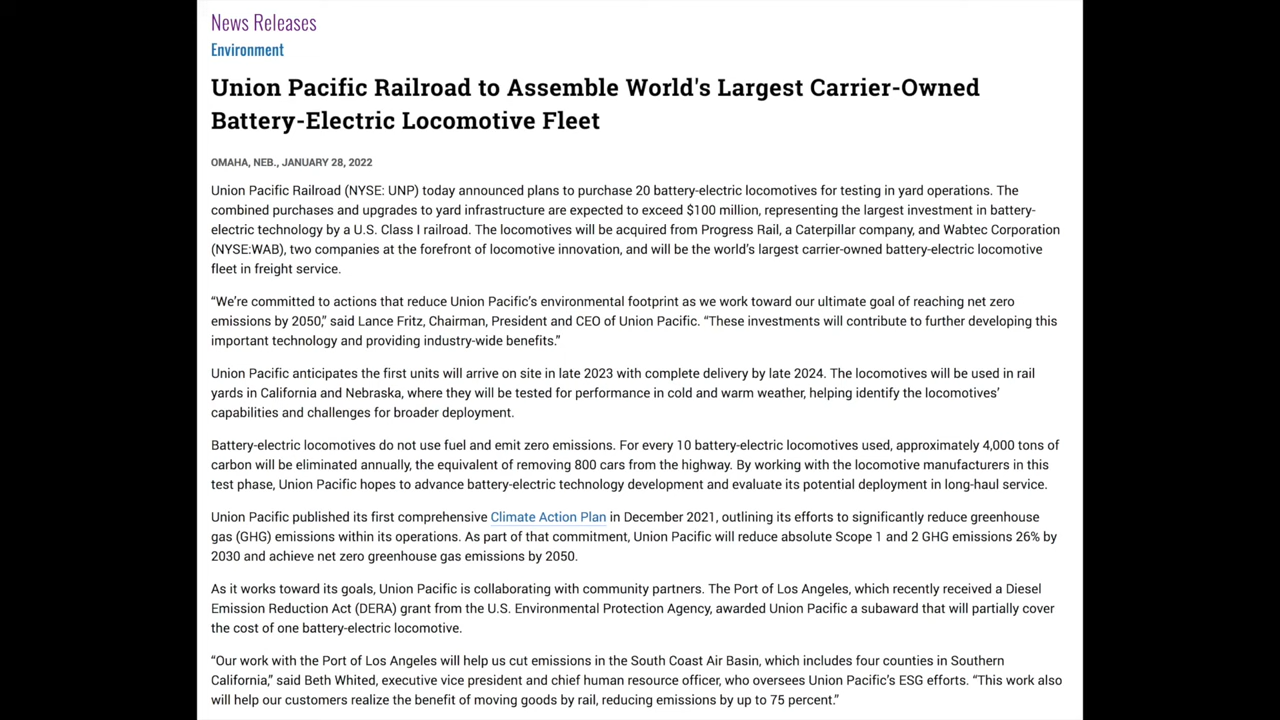 News Releases
Environment
Union Pacific Railroad to Assemble World's Largest Carrier-Owned
Battery-Electric Locomotive Fleet
OMAHA, NEB., JANUARY 28, 2022
Union Pacific Railroad (NYSE: UNP) today announced plans to purchase 20 battery-electric locomotives for testing in yard operations. The
combined purchases and upgrades to yard infrastructure are expected to exceed $100 million, representing the largest investment in battery-
electric technology by a U.S. Class I railroad. The locomotives will be acquired from Progress Rail, a Caterpillar company, and Wabtec Corporation
(NYSE:WAB), two companies at the forefront of locomotive innovation, and will be the world's largest carrier-owned battery-electric locomotive
fleet in freight service.
“We're committed to actions that reduce Union Pacific's environmental footprint as we work toward our ultimate goal of reaching net zero
emissions by 2050,” said Lance Fritz, Chairman, President and CEO of Union Pacific. “These investments will contribute to further developing this
important technology and providing industry-wide benefits.”
Union Pacific anticipates the first units will arrive on site in late 2023 with complete delivery by late 2024. The locomotives will be used in rail
yards in California and Nebraska, where they will be tested for performance in cold and warm weather, helping identify the locomotives’
capabilities and challenges for broader deployment.
Battery-electric locomotives do not use fuel and emit zero emissions. For every 10 battery-electric locomotives used, approximately 4,000 tons of
carbon will be eliminated annually, the equivalent of removing 800 cars from the highway. By working with the locomotive manufacturers in this
test phase, Union Pacific hopes to advance battery-electric technology development and evaluate its potential deployment in long-haul service.
Union Pacific published its first comprehensive Climate Action Plan in December 2021, outlining its efforts to significantly reduce greenhouse
gas (GHG) emissions within its operations. As part of that commitment, Union Pacific will reduce absolute Scope 1 and 2 GHG emissions 26% by
2030 and achieve net zero greenhouse gas emissions by 2050.
As it works toward its goals, Union Pacific is collaborating with community partners. The Port of Los Angeles, which recently received a Diesel
Emission Reduction Act (DERA) grant from the U.S. Environmental Protection Agency, awarded Union Pacific a subaward that will partially cover
the cost of one battery-electric locomotive.
“Our work with the Port of Los Angeles will help us cut emissions in the South Coast Air Basin, which includes four counties in Southern
California,” said Beth Whited, executive vice president and chief human resource officer, who oversees Union Pacific's ESG efforts. “This work also
will help our customers realize the benefit of moving goods by rail, reducing emissions by up to 75 percent.”